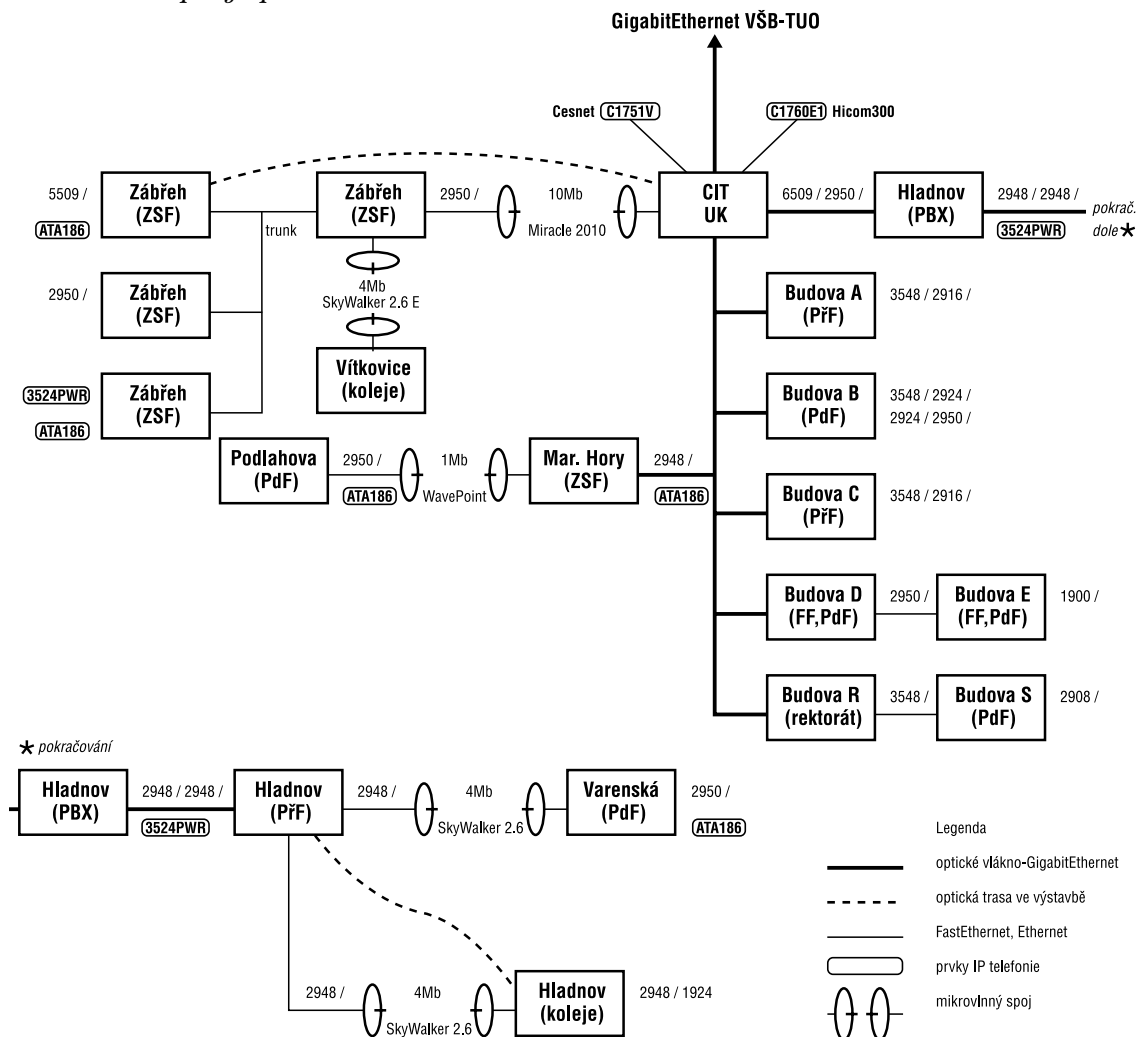 GigabitEthernet VŠB-TUO
Cesnet C1751V
C1760E1 Hicom300
5509 /
ATA186
Zábřeh
(ZSF)
trunk
Zábřeh
(ZSF)
2950 /
10Mb
Miracle 2010
CIT
UK
6509 / 2950 /
Hladnov
(PBX)
2948 / 2948 /
3524PWR
pokrač.
dole *
2950 /
Zábřeh
(ZSF)
4Mb
SkyWalker 2.6 E
Vítkovice
(koleje)
3524PWR
ATA186
Zábřeh
(ZSF)
Budova A
(PřF)
3548 / 2916 /
Budova B
(PdF)
3548 / 2924 /
2924 / 2950 /
Podlahova
(PdF)
2950 /
ATA186
1Mb
WavePoint
Mar. Hory
(ZSF)
2948 /
ATA186
Budova C
(PřF)
3548 / 2916 /
Budova D
(FF,PdF)
2950 /
Budova E
(FF,PdF)
1900 /
Budova R
(rektorát)
3548 /
Budova S
(PdF)
2908 /
* pokračování
Hladnov
(PBX)
2948 / 2948 /
3524PWR
Hladnov
(PřF)
2948 /
4Mb
SkyWalker 2.6
Varenská
(PdF)
2950 /
ATA186
2948 /
4Mb
SkyWalker 2.6
Hladnov
(koleje)
2948 / 1924
Legenda
optické vlákno-GigabitEthernet
optická trasa ve výstavbě
FastEthernet, Ethernet
prvky IP telefonie
mikrovlnný spoj